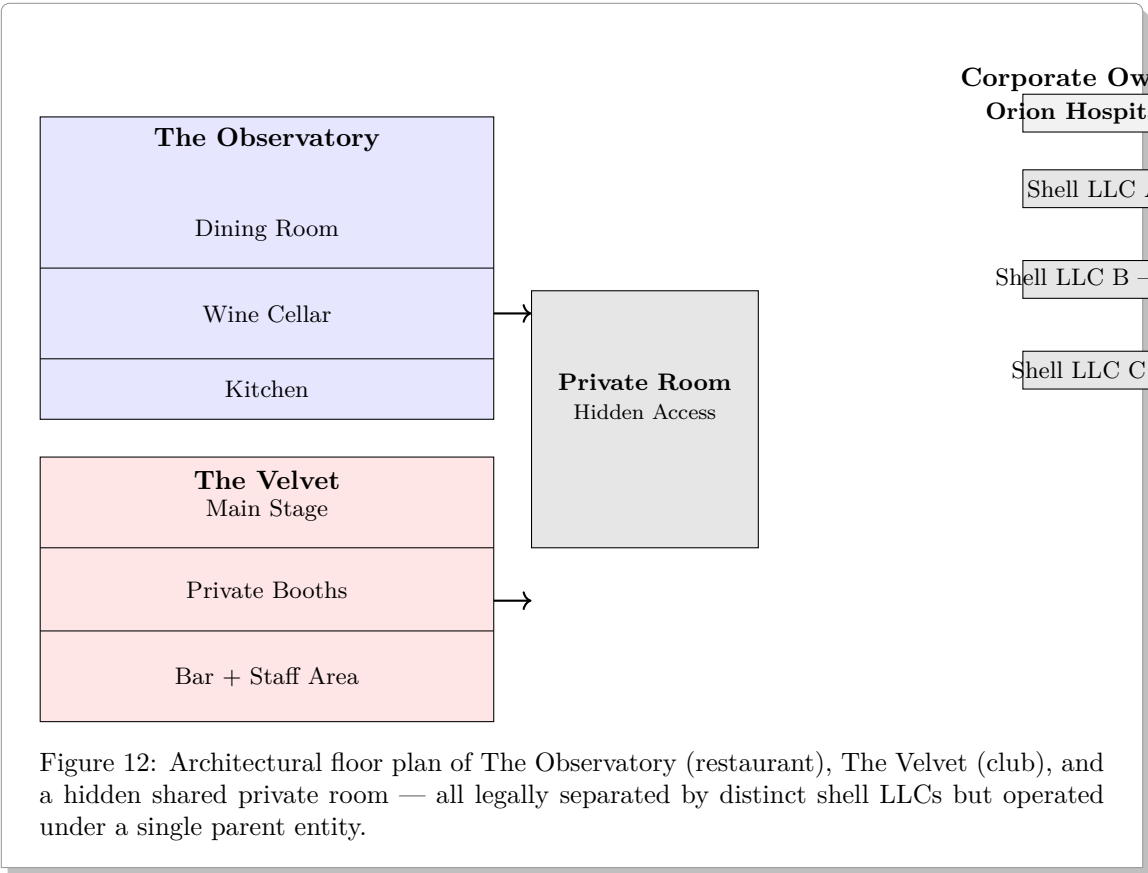 Corporate
Orion
The Observatory
Dining Room
Wine Cellar
Kitchen
Private Room
Hidden Access
Shell LLC
Shell LLC B –
Shell LLC C
The Velvet
Main Stage
Private Booths
Bar + Staff Area
Figure 12: Architectural floor plan of The Observatory (restaurant), The Velvet (club), and
a hidden shared private room — all legally separated by distinct shell LLCs but operated
under a single parent entity.